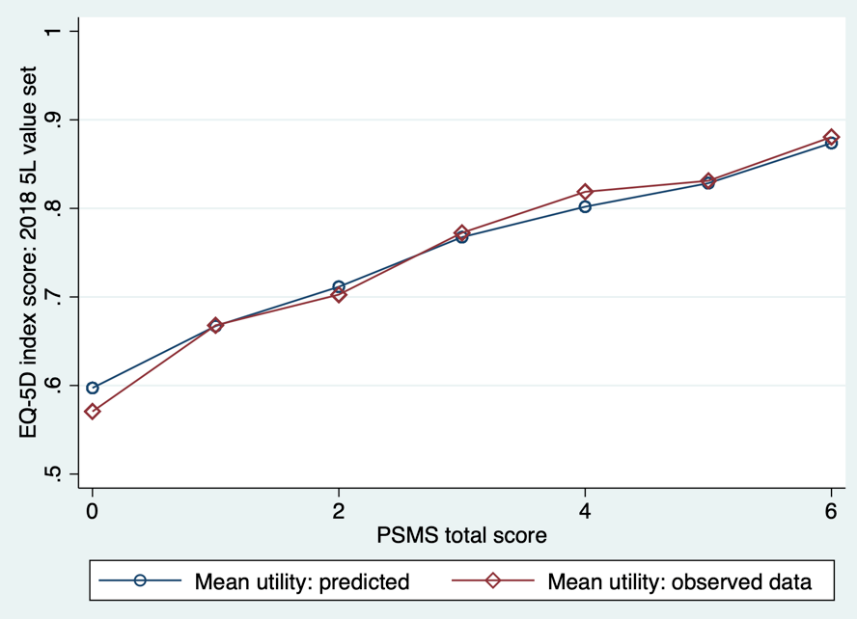 EQ-5D index score: 2018 5L value set
1
.9
.8
.7
.6
.5
0 2 4 6
PSMS total score
Mean utility: predicted Mean utility: observed data